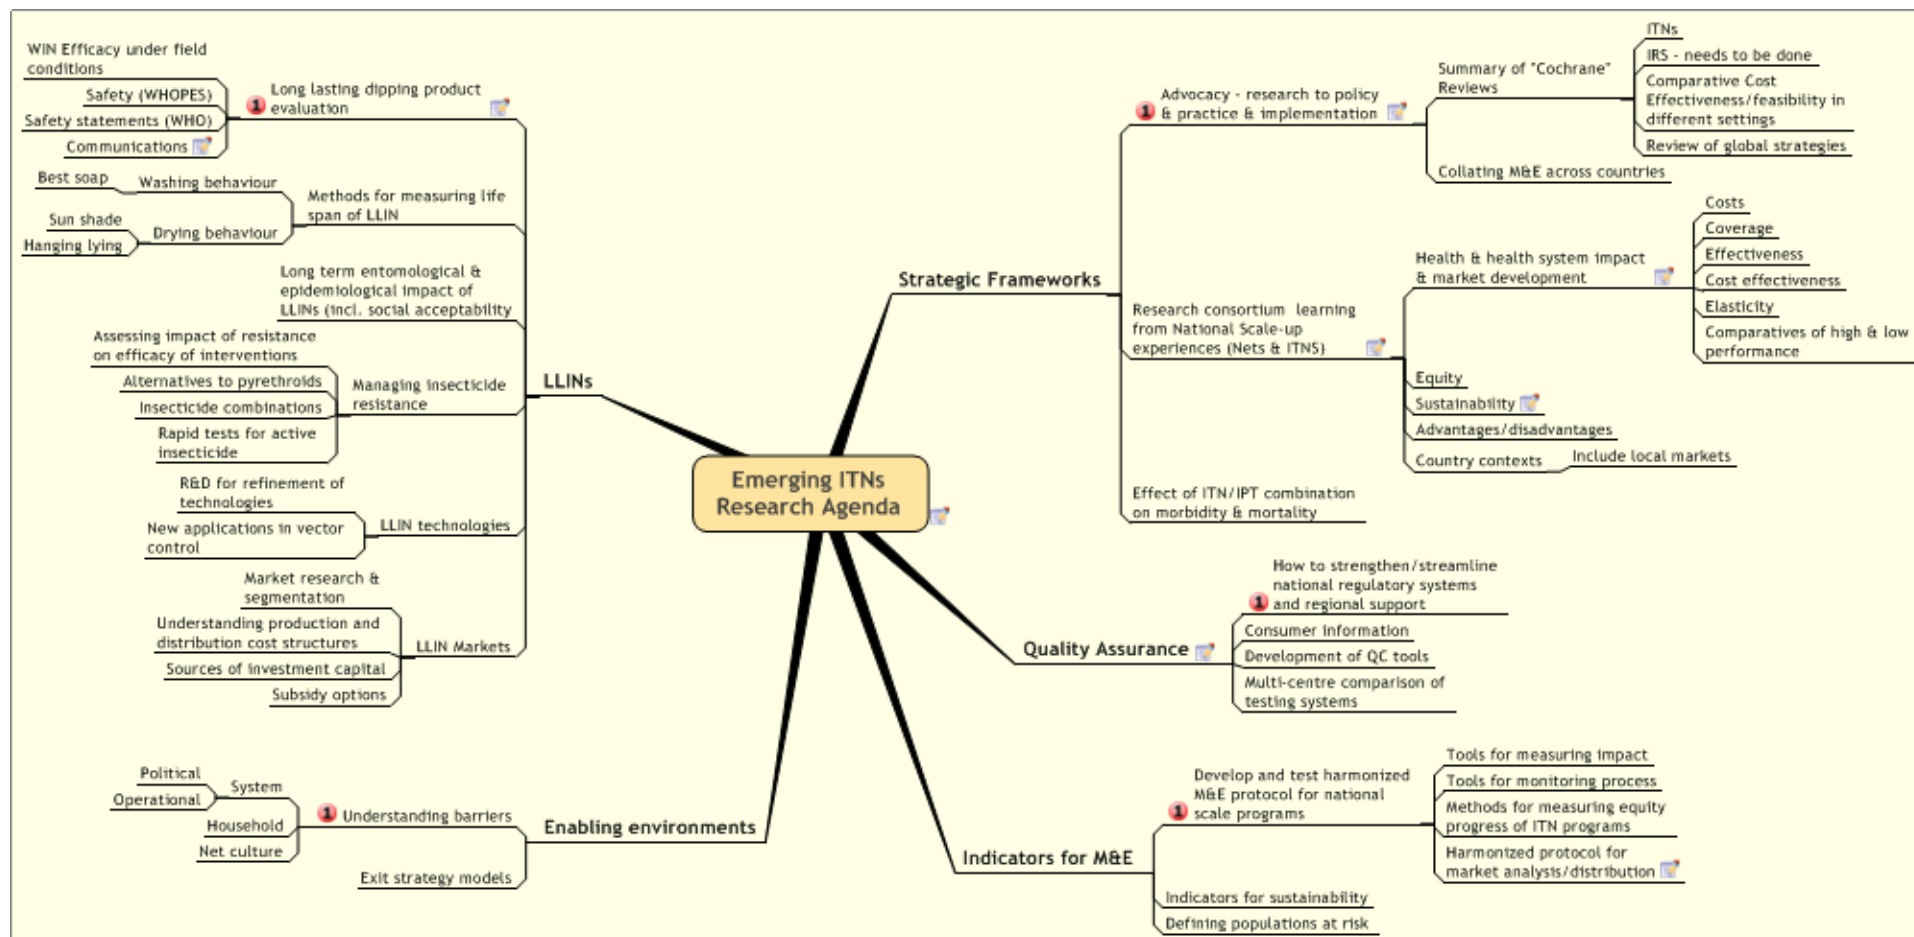 Emerging ITNs
Research Agenda
LLINs
1
Long lasting dipping product
evaluation
WIN Efficacy under field
conditions
Safety (WHOPES)
Safety statements (WHO)
Communications
Methods for measuring life
span of LLIN
Washing behaviour
Best soap
Drying behaviour
Sun shade
Hanging lying
Long term entomological &
epidemiological impact of
LLINs (incl. social acceptability
Managing insecticide
resistance
Assessing impact of resistance
on efficacy of interventions
Alternatives to pyrethroids
Insecticide combinations
Rapid tests for active
insecticide
LLIN technologies
R&D for refinement of
technologies
New applications in vector
control
LLIN Markets
Market research &
segmentation
Understanding production and
distribution cost structures
Sources of investment capital
Subsidy options
Enabling environments
1
Understanding barriers
System
Political
Operational
Household
Net culture
Exit strategy models
Strategic Frameworks
1
Advocacy - research to policy
& practice & implementation
Summary of "Cochrane"
Reviews
ITNs
IRS - needs to be done
Comparative Cost
Effectiveness/feasibility in
different settings
Review of global strategies
Collating M&E across countries
Research consortium learning
from National Scale-up
experiences (Nets & ITNS)
Health & health system impact
& market development
Costs
Coverage
Effectiveness
Cost effectiveness
Elasticity
Comparatives of high & low
performance
Equity
Sustainability
Advantages/disadvantages
Country contexts
Include local markets
Effect of ITN/IPT combination
on morbidity & mortality
Quality Assurance
How to strengthen/streamline
national regulatory systems
1 and regional support
Consumer information
Development of QC tools
Multi-centre comparison of
testing systems
Indicators for M&E
Develop and test harmonized
1 M&E protocol for national
scale programs
Tools for measuring impact
Tools for monitoring process
Methods for measuring equity
progress of ITN programs
Harmonized protocol for
market analysis/distribution
Indicators for sustainability
Defining populations at risk